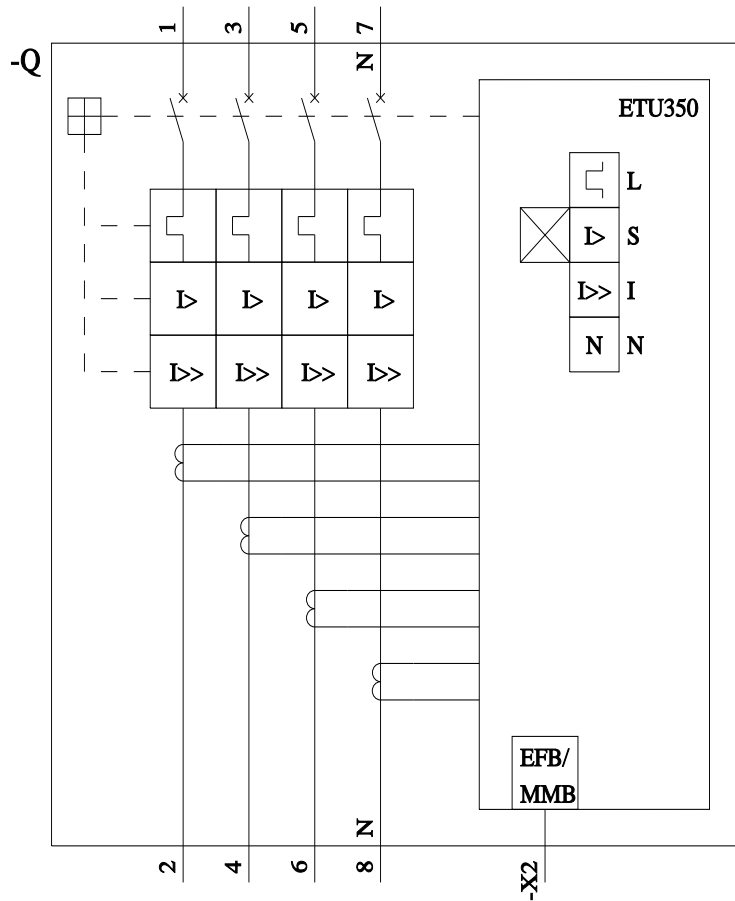 1 3 5 7
-Q
N
ETU350
L
I> S
I> I> I> I>
I>> I
I>> I>> I>> I>>
N N
EFB/
MMB
N
2 4 6 8
-X2